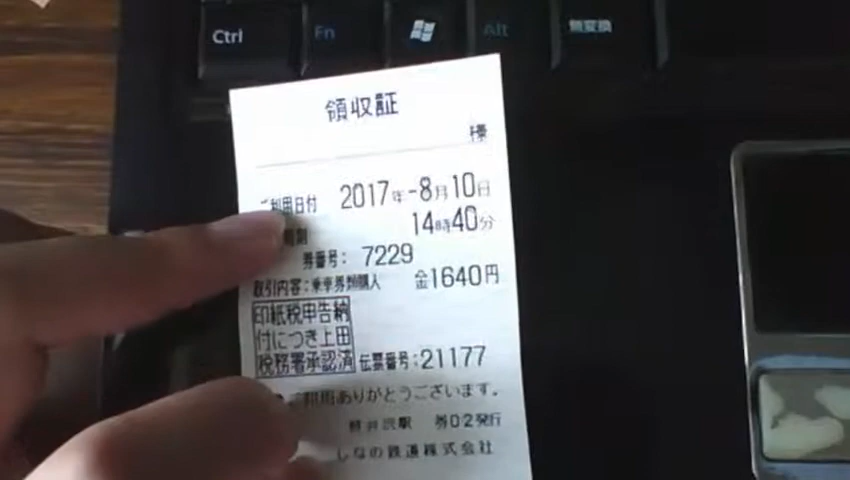 Ctrl Fn Alt 無変換
領収証
様
ご利用日付 2017年-8月10日
刻 14時40分
券番号: 7229
取引内容:乗車券類購入 金1640円
印紙税申告納
付につき上田
税務署承認済 伝票番号:21177
ご利用ありがとうございます。
軽井沢駅 券02発行
しなの鉄道株式会社